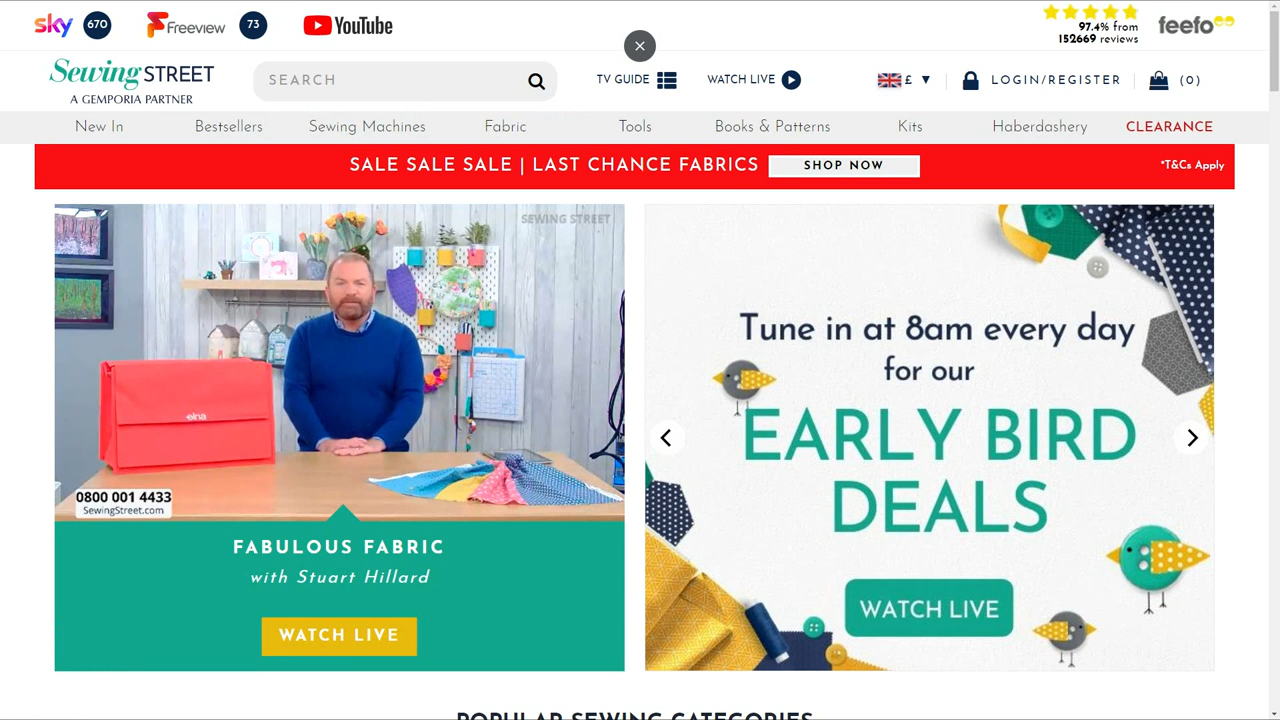 sky 670 Freeview 73 YouTube
97.4% from
152669 reviews
feefo
Sewing STREET
A GEMPORIA PARTNER
SEARCH
TV GUIDE
WATCH LIVE
£ ▼
LOGIN/REGISTER
(0)
New In Bestsellers Sewing Machines Fabric Tools Books & Patterns Kits Haberdashery CLEARANCE
SALE SALE SALE | LAST CHANCE FABRICS SHOP NOW *T&Cs Apply
SEWING STREET
elna
0800 001 4433
SewingStreet.com
FABULOUS FABRIC
with Stuart Hillard
WATCH LIVE
Tune in at 8am every day
for our
EARLY BIRD
DEALS
WATCH LIVE
POPULAR SEWING CATEGORIES